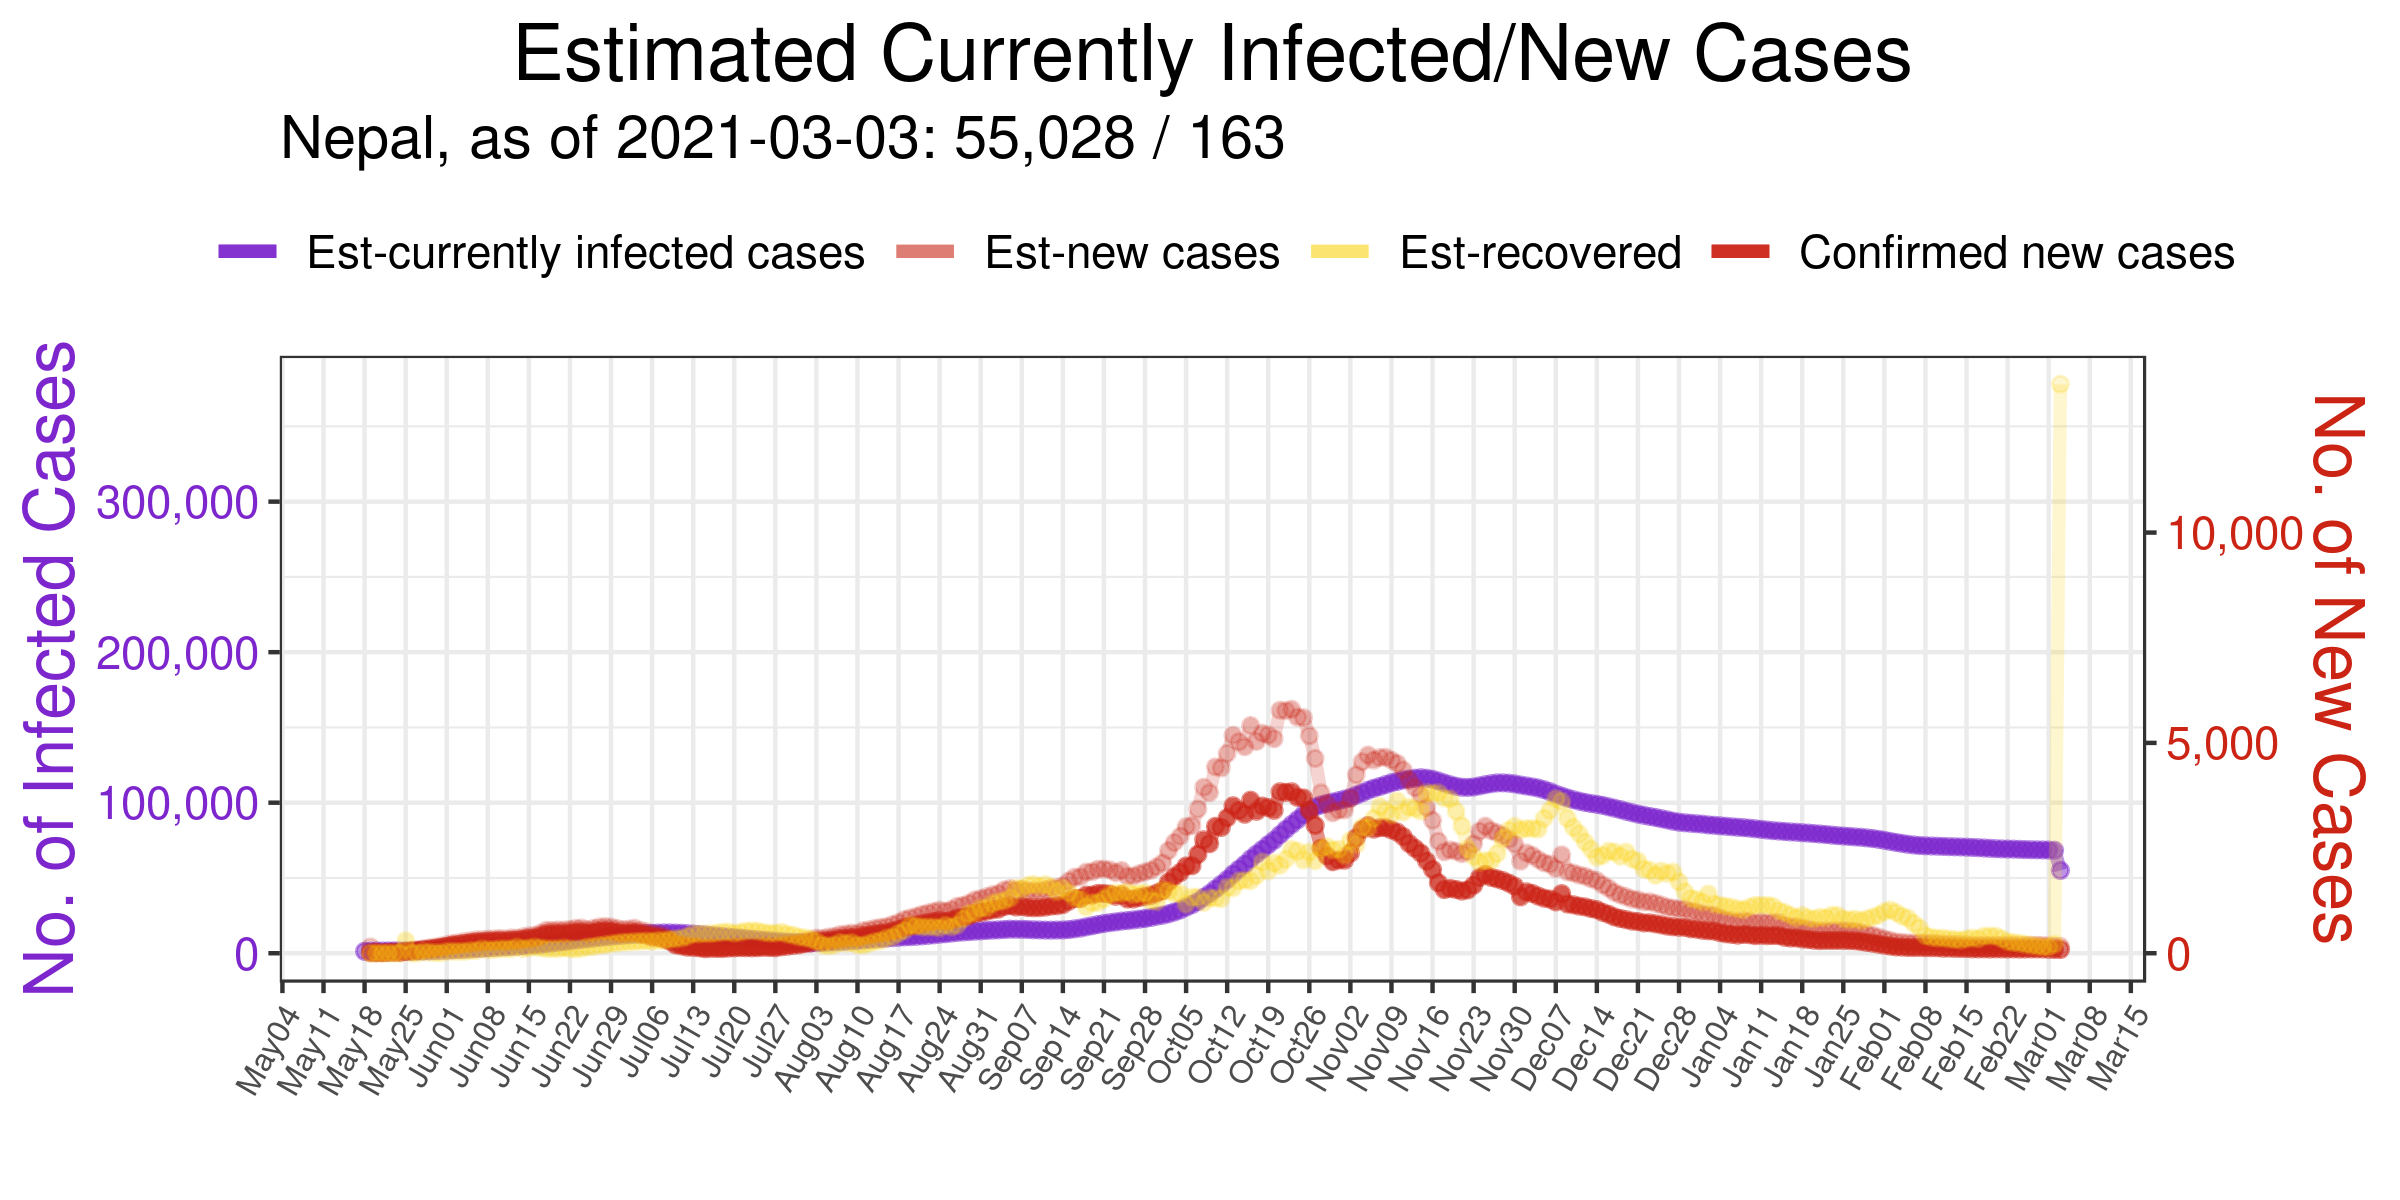 Estimated Currently Infected/New Cases
Nepal, as of 2021-03-03: 55,028 / 163
Est-currently infected cases Est-new cases Est-recovered Confirmed new cases
No. of Infected Cases
300,000
200,000
100,000
0
10,000
5,000
0
No. of New Cases
May04 May11 May18 May25 Jun01 Jun08 Jun15 Jun22 Jun29 Jul06 Jul13 Jul20 Jul27 Aug03 Aug10 Aug17 Aug24 Aug31 Sep07 Sep14 Sep21 Sep28 Oct05 Oct12 Oct19 Oct26 Nov02 Nov09 Nov16 Nov23 Nov30 Dec07 Dec14 Dec21 Dec28 Jan04 Jan11 Jan18 Jan25 Feb01 Feb08 Feb15 Feb22 Mar01 Mar08 Mar15